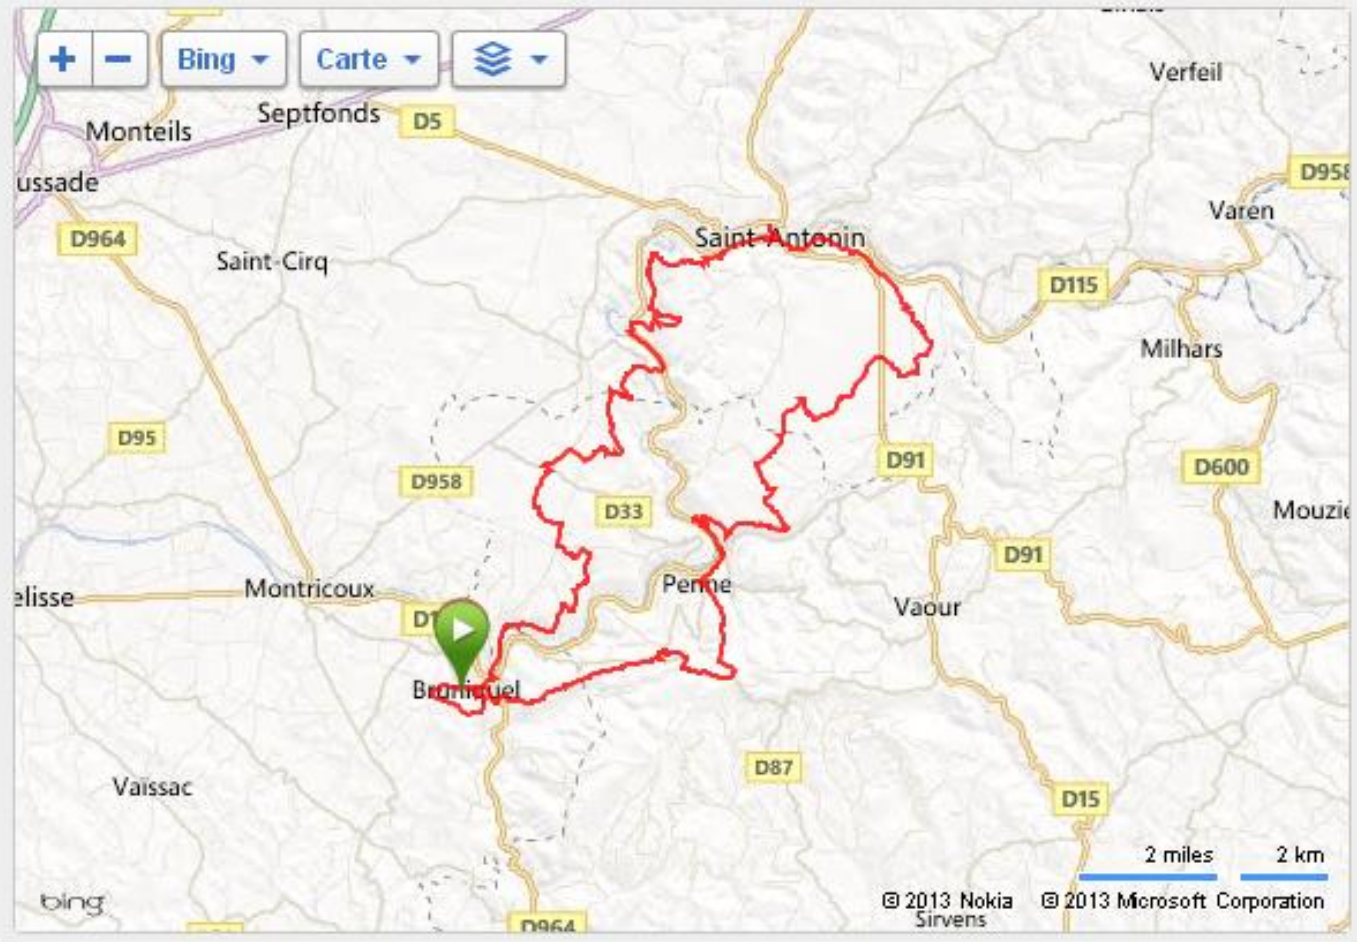 + − Bing Carte
Verfeil
Septfonds
D5
Monteils
ussade
D958
Varen
D964
Saint-Antonin
Saint-Cirq
D115
Milhars
D95
D91
D600
D958
D33
Mouzie
D91
Penne
Montricoux
elisse
Vaour
D1
Bruniquel
D87
Vaïssac
D15
2 miles 2 km
bing
© 2013 Nokia © 2013 Microsoft Corporation
Sirvens
D964